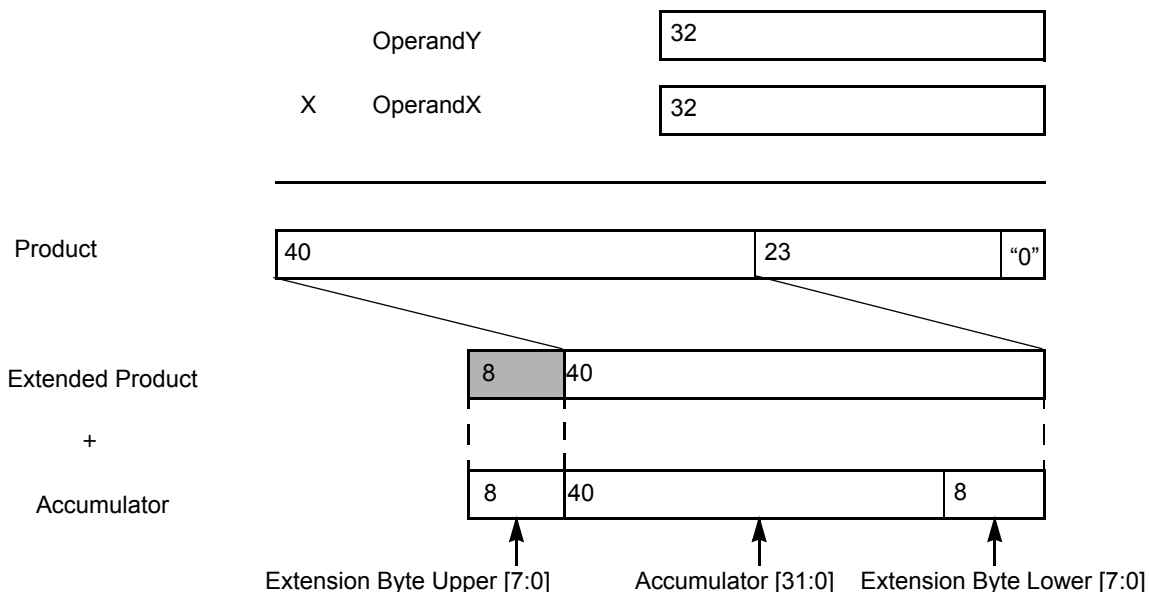 OperandY 32
X OperandX 32
Product 40 23 “0”
Extended Product 8 40
+
Accumulator 8 40 8
Extension Byte Upper [7:0] Accumulator [31:0] Extension Byte Lower [7:0]